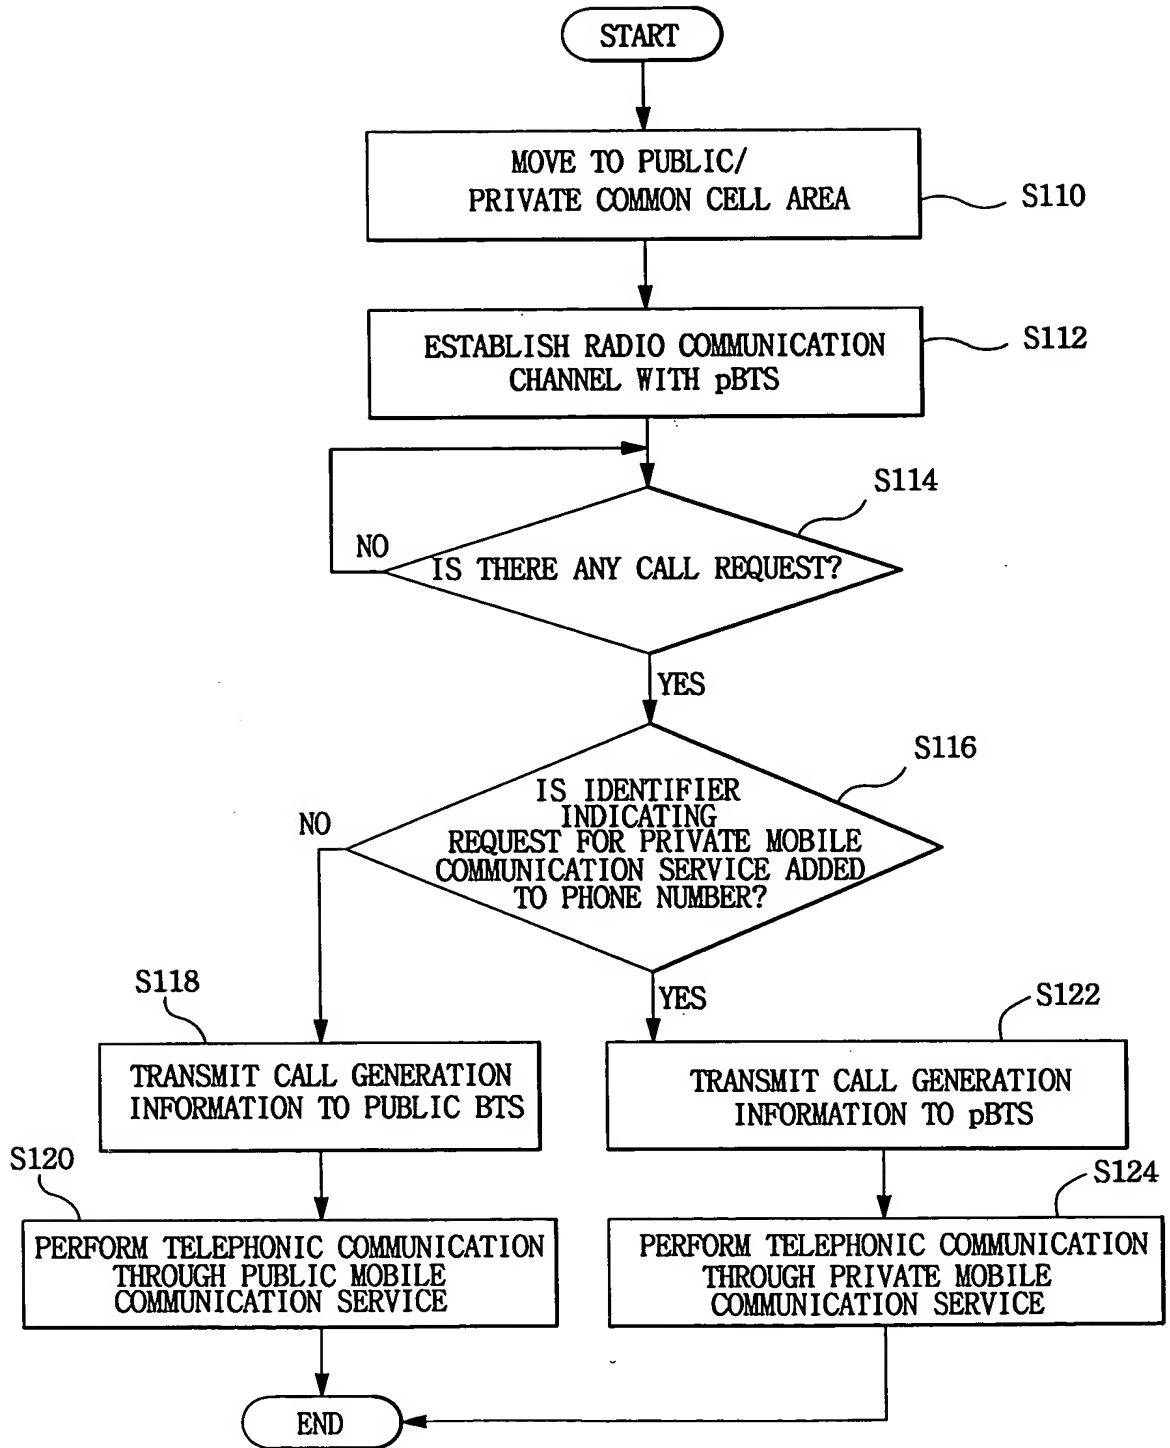 START
MOVE TO PUBLIC/
PRIVATE COMMON CELL AREA
S110
ESTABLISH RADIO COMMUNICATION
CHANNEL WITH pBTS
S112
S114
NO
IS THERE ANY CALL REQUEST?
YES
S116
IS IDENTIFIER
INDICATING
REQUEST FOR PRIVATE MOBILE
COMMUNICATION SERVICE ADDED
TO PHONE NUMBER?
NO
YES
S118
TRANSMIT CALL GENERATION
INFORMATION TO PUBLIC BTS
S122
TRANSMIT CALL GENERATION
INFORMATION TO pBTS
S120
PERFORM TELEPHONIC COMMUNICATION
THROUGH PUBLIC MOBILE
COMMUNICATION SERVICE
S124
PERFORM TELEPHONIC COMMUNICATION
THROUGH PRIVATE MOBILE
COMMUNICATION SERVICE
END